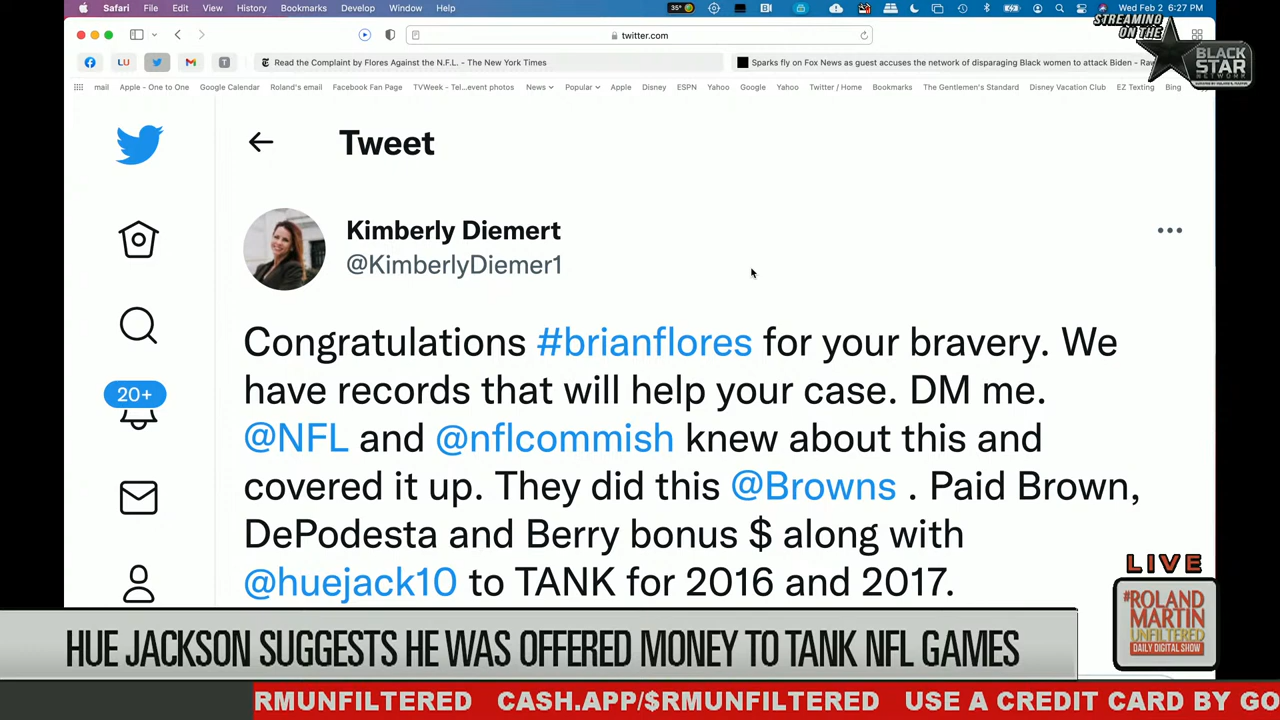 Safari File Edit View History Bookmarks Develop Window Help 35° Wed Feb 2 6:27 PM
STREAMING
ON THE
BLACK
STAR
NETWORK
twitter.com
Read the Complaint by Flores Against the N.F.L. - The New York Times
Sparks fly on Fox News as guest accuses the network of disparaging Black women to attack Biden - Raw
mail Apple - One to One Google Calendar Roland's email Facebook Fan Page TVWeek - Tel...event photos News Popular Apple Disney ESPN Yahoo Google Yahoo Twitter / Home Bookmarks The Gentlemen's Standard Disney Vacation Club EZ Texting Bing
Tweet
Kimberly Diemert
@KimberlyDiemer1
Congratulations #brianflores for your bravery. We
have records that will help your case. DM me.
@NFL and @nflcommish knew about this and
covered it up. They did this @Browns . Paid Brown,
DePodesta and Berry bonus $ along with
@huejack10 to TANK for 2016 and 2017.
20+
LIVE
#ROLAND
MARTIN
UNFILTERED
DAILY DIGITAL SHOW
HUE JACKSON SUGGESTS HE WAS OFFERED MONEY TO TANK NFL GAMES
RMUNFILTERED CASH.APP/$RMUNFILTERED USE A CREDIT CARD BY GO